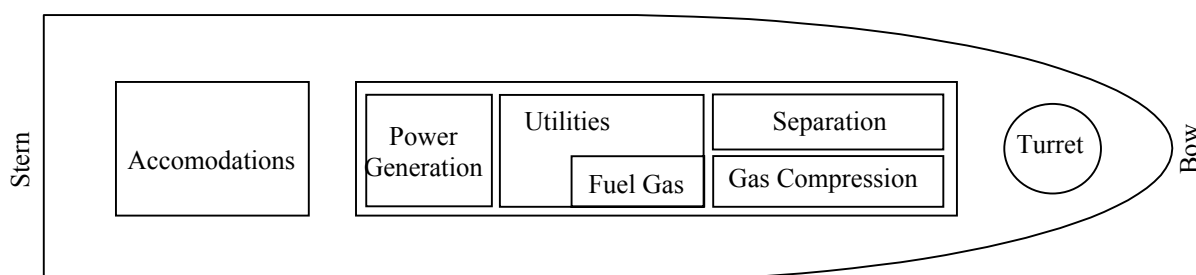 Stern
Accomodations
Power
Generation
Utilities
Fuel Gas
Separation
Gas Compression
Turret
Bow